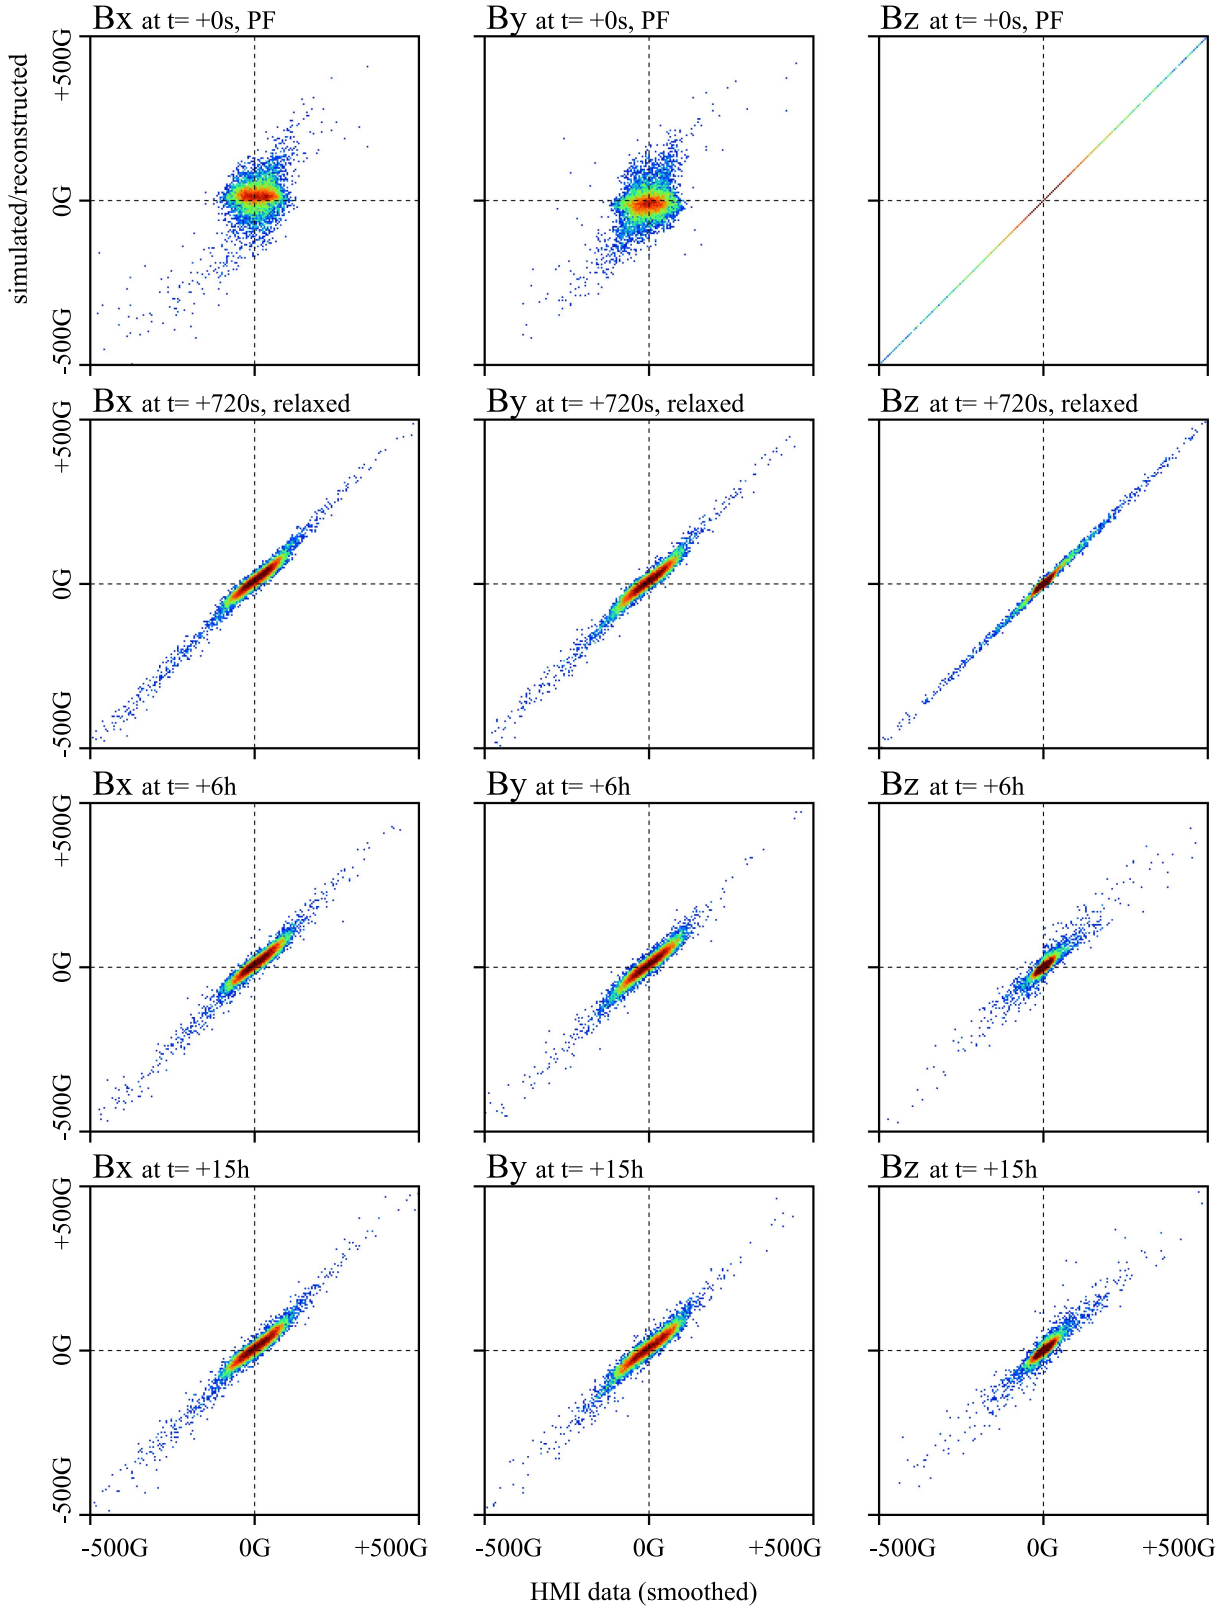 Bx at t= +0s, PF
By at t= +0s, PF
Bz at t= +0s, PF
simulated/reconstructed
+500G
0G
-500G
Bx at t= +720s, relaxed
By at t= +720s, relaxed
Bz at t= +720s, relaxed
+500G
0G
-500G
Bx at t= +6h
By at t= +6h
Bz at t= +6h
+500G
0G
-500G
Bx at t= +15h
By at t= +15h
Bz at t= +15h
+500G
0G
-500G
-500G 0G +500G -500G 0G +500G -500G 0G +500G
HMI data (smoothed)